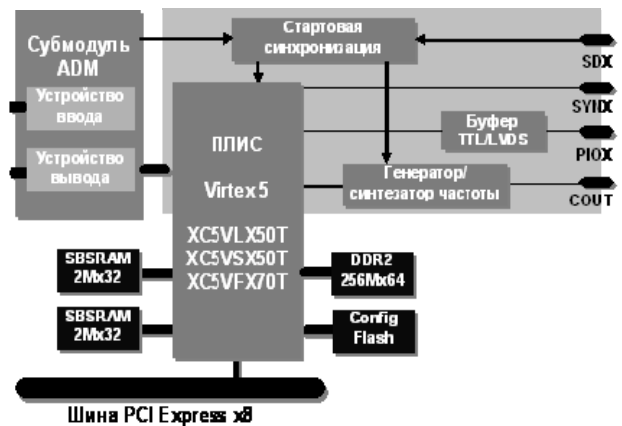 Субмодуль
ADM
Устройство
ввода
Устройство
вывода
Стартовая
синхронизация
SDX
SYNX
Буфер
TTL/LVDS
PIOX
Генератор/
синтезатор частоты
COUT
ПЛИС
Virtex 5
XC5VLX50T
XC5VSX50T
XC5VFX70T
SBSRAM
2Mx32
DDR2
256Mx64
SBSRAM
2Mx32
Config
Flash
Шина PCI Express x8